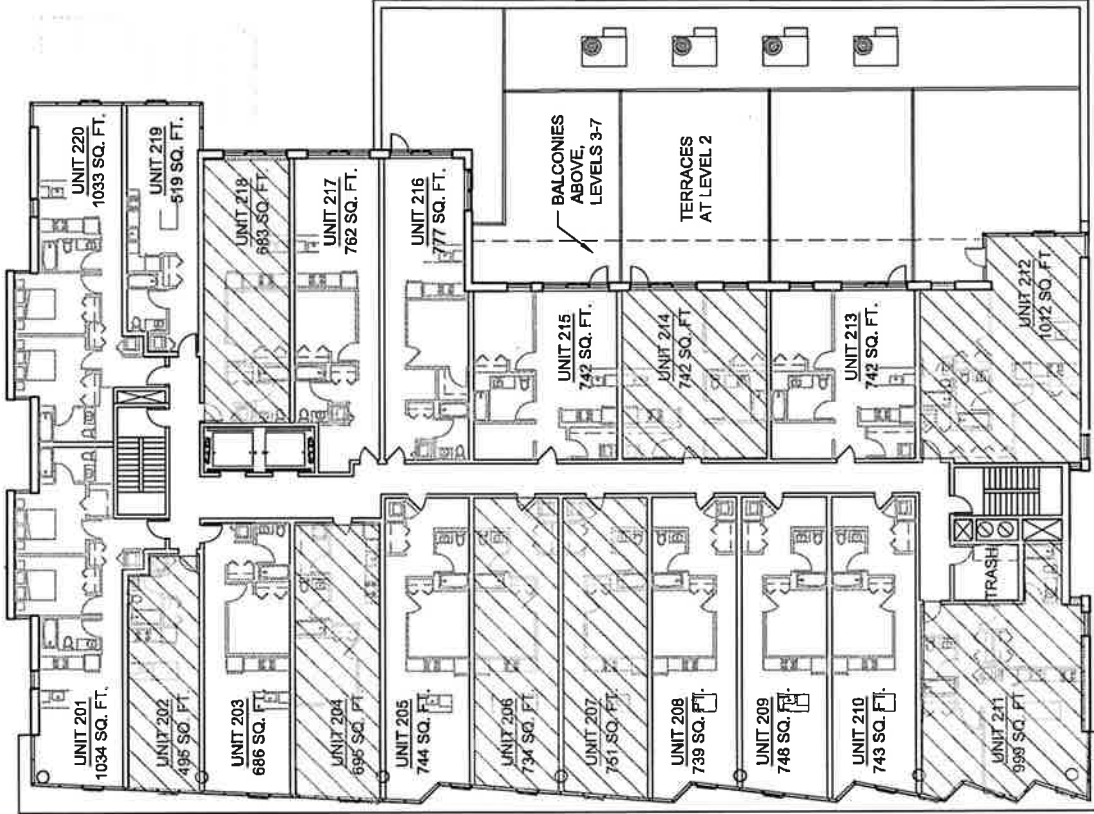 UNIT 220
1033 SQ. FT.
UNIT 219
519 SQ. FT.
UNIT 218
683 SQ. FT.
UNIT 217
762 SQ. FT.
UNIT 216
777 SQ. FT.
BALCONIES
ABOVE,
LEVELS 3-7
TERRACES
AT LEVEL 2
UNIT 215
742 SQ. FT.
UNIT 214
742 SQ. FT.
UNIT 213
742 SQ. FT.
UNIT 212
1012 SQ. FT.
UNIT 201
1034 SQ. FT.
UNIT 202
495 SQ. FT.
UNIT 203
686 SQ. FT.
UNIT 204
695 SQ. FT.
UNIT 205
744 SQ. FT.
UNIT 206
734 SQ. FT.
UNIT 207
751 SQ. FT.
UNIT 208
739 SQ. FT.
UNIT 209
748 SQ. FT.
UNIT 210
743 SQ. FT.
UNIT 211
999 SQ. FT.
TRASH